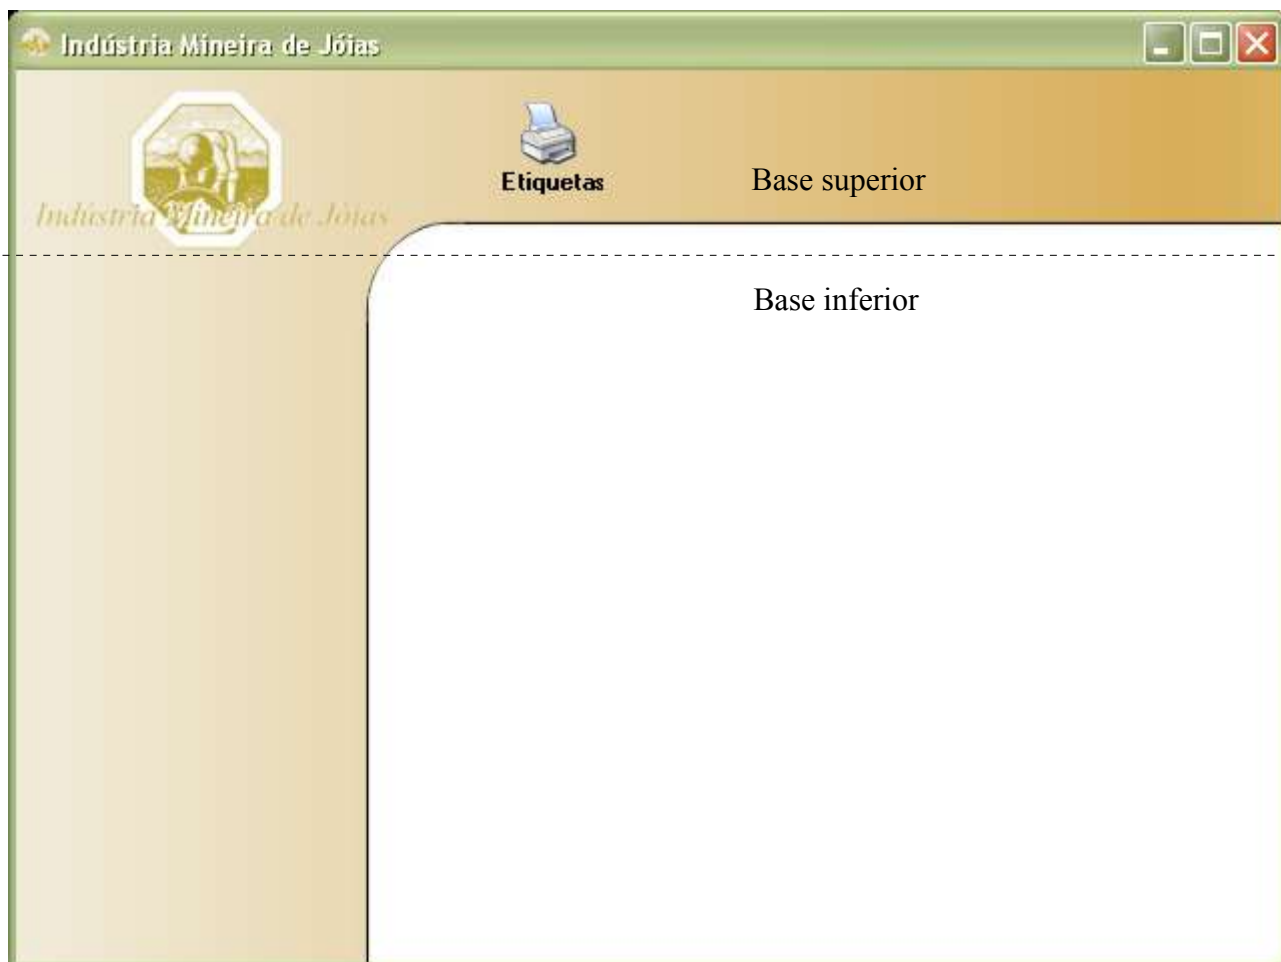 Indústria Mineira de Jóias
Etiquetas
Base superior
Indústria Mineira de Jóias
Base inferior